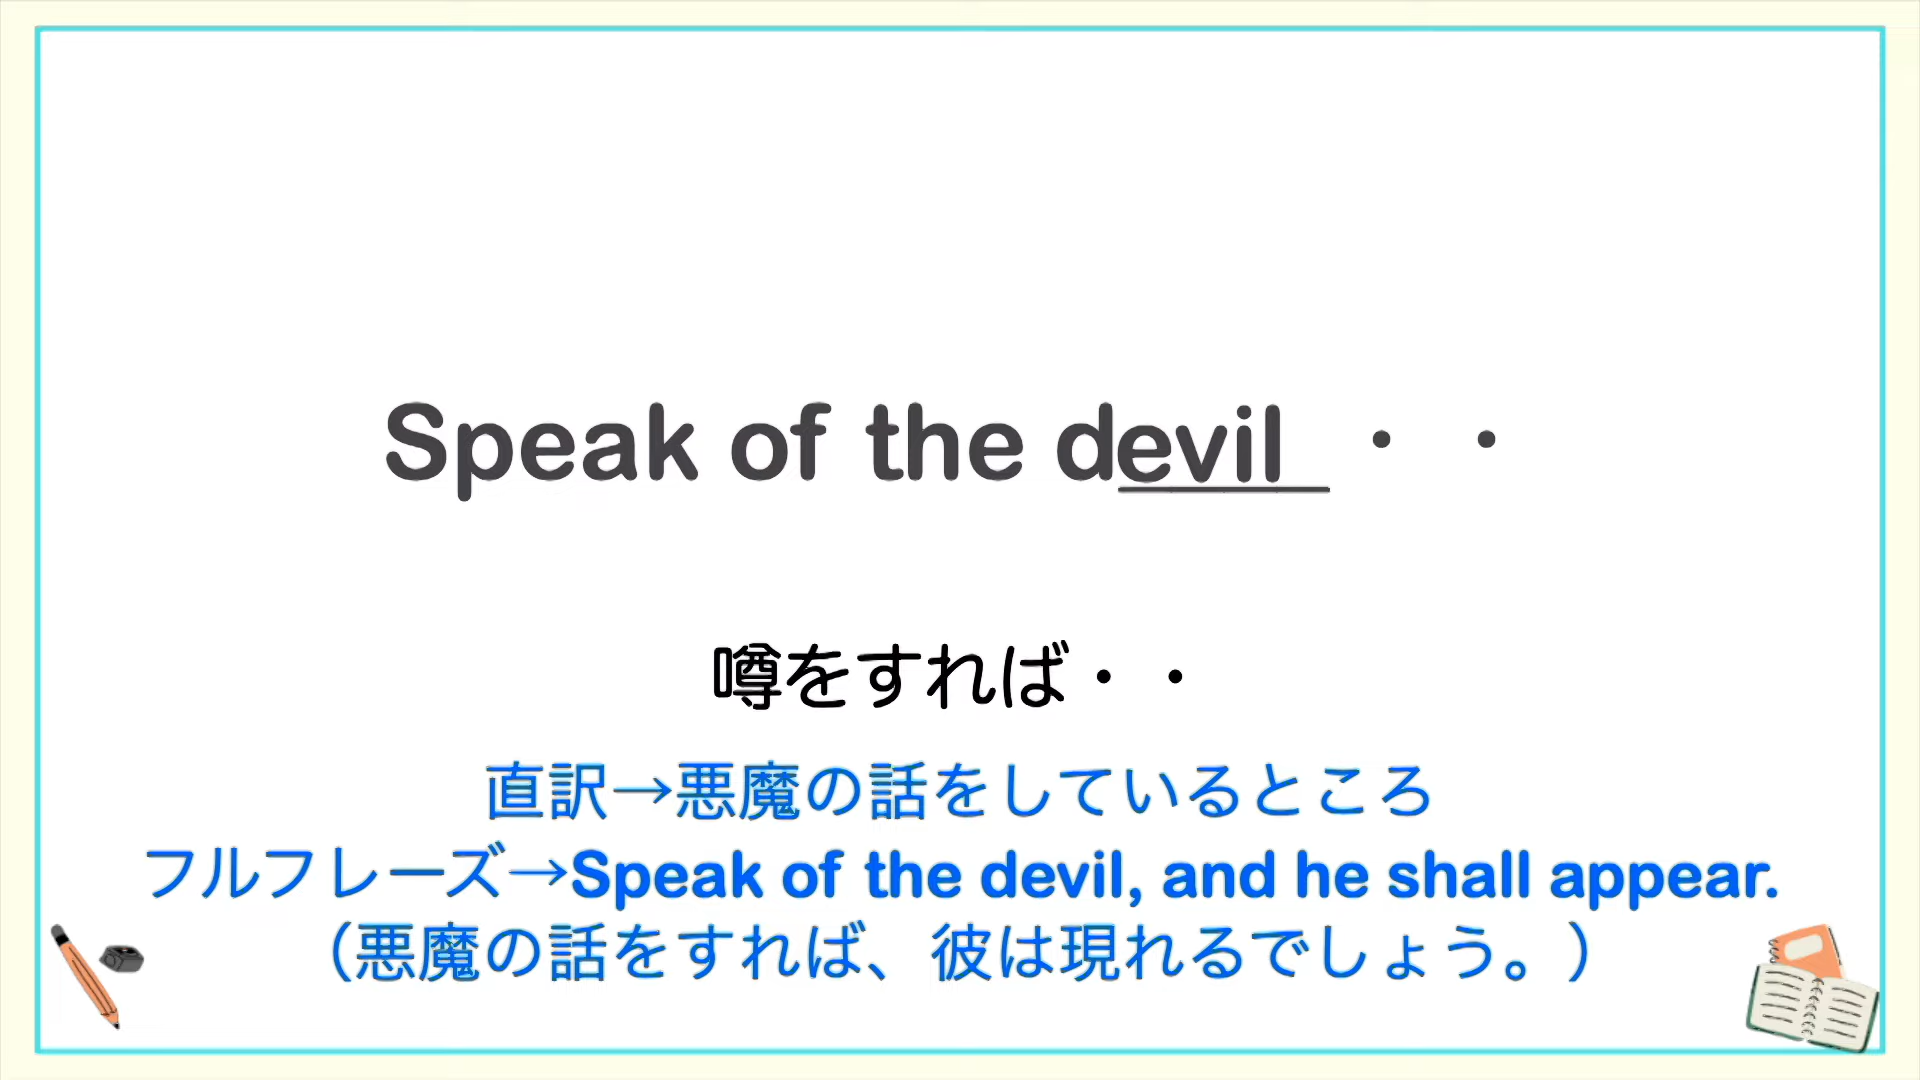 Speak of the devil ・・
噂をすれば・・
直訳→悪魔の話をしているところ
フルフレーズ→Speak of the devil, and he shall appear.
（悪魔の話をすれば、彼は現れるでしょう。）